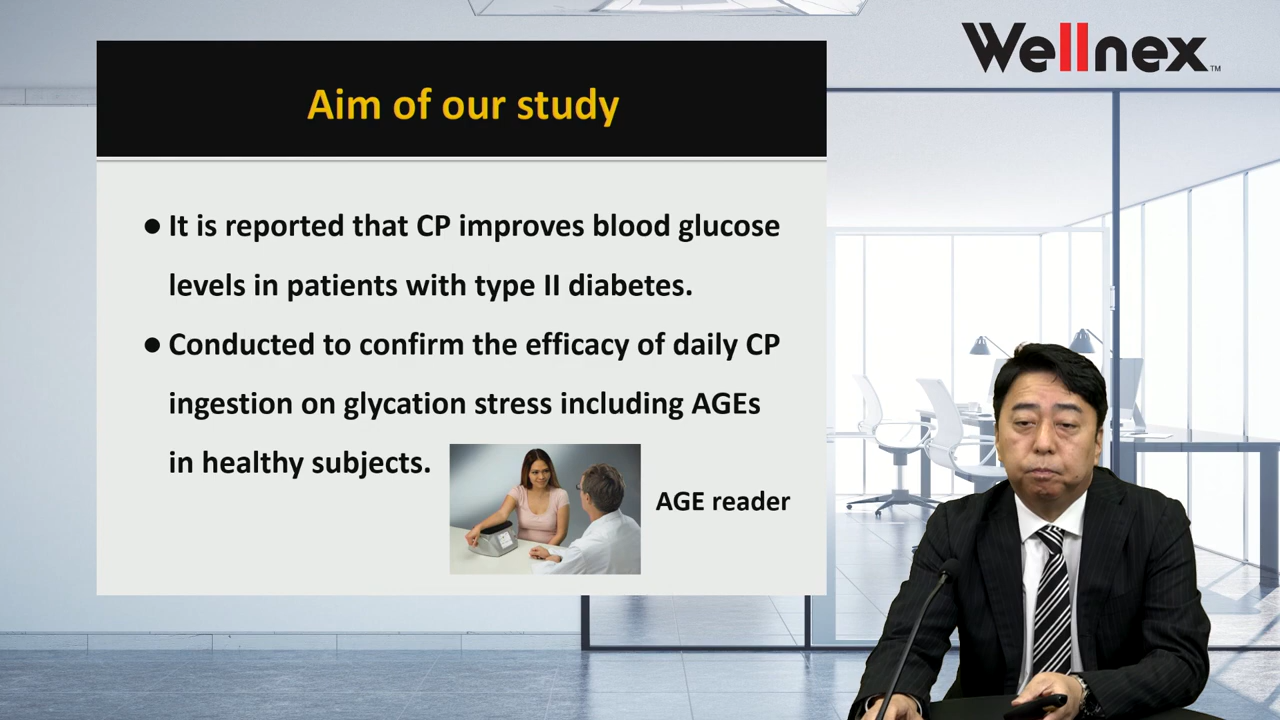 Wellnex™
Aim of our study
● It is reported that CP improves blood glucose
levels in patients with type II diabetes.
● Conducted to confirm the efficacy of daily CP
ingestion on glycation stress including AGEs
in healthy subjects.
AGE reader